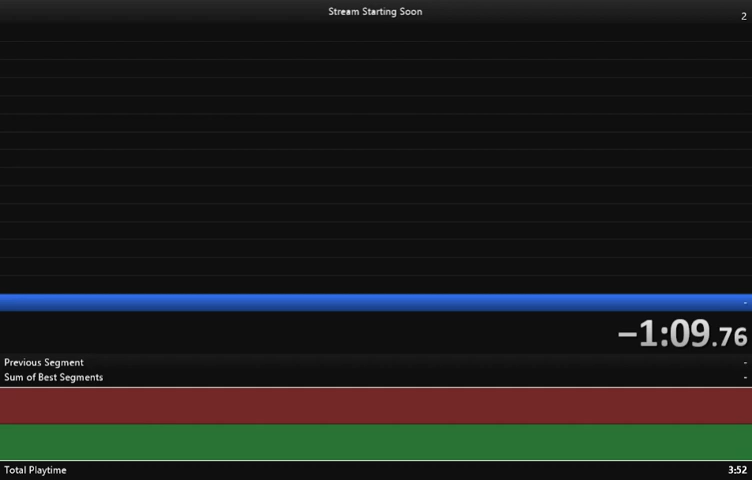 Stream Starting Soon
2
-
−1:09.76
Previous Segment -
Sum of Best Segments -
Total Playtime 3:52